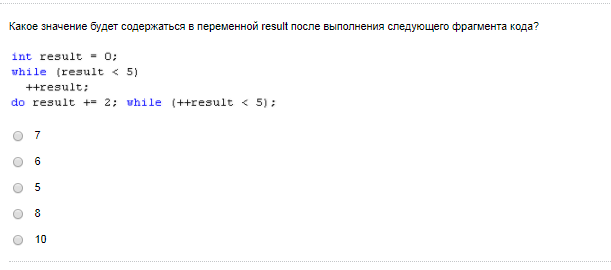 Какое значение будет содержаться в переменной result после выполнения следующего фрагмента кода?
int result = 0;
while (result < 5)
++result;
do result += 2; while (++result < 5);
7
6
5
8
10